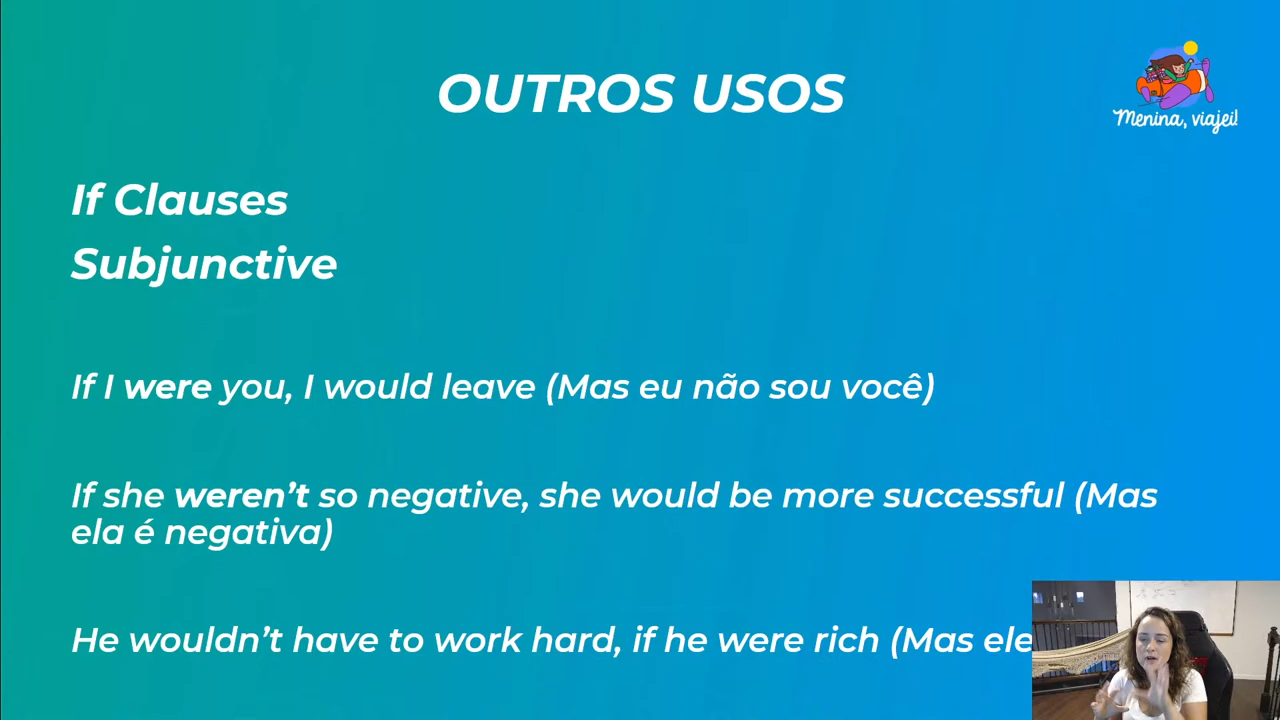 OUTROS USOS
Menina, viajei!
If Clauses
Subjunctive
If I were you, I would leave (Mas eu não sou você)
If she weren’t so negative, she would be more successful (Mas
ela é negativa)
He wouldn’t have to work hard, if he were rich (Mas ele